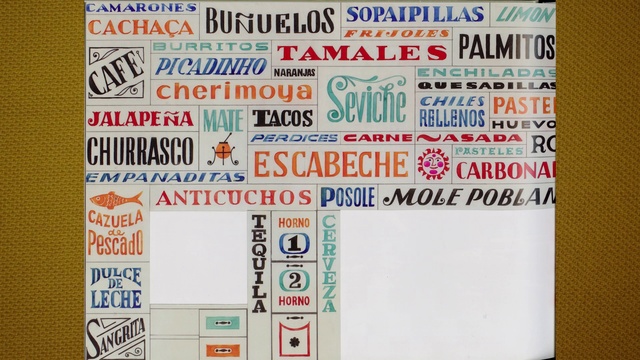 CAMARONES
CACHAÇA
BUÑUELOS
SOPAIPILLAS
LIMON
FRIJOLES
CAFE
BURRITOS
PICADINHO
TAMALES
PALMITOS
NARANJAS
cherimoya
Seviche
ENCHILADAS
QUESADILLAS
CHILES
RELLENOS
PASTE
HUEVO
JALAPEÑA
MATE
TACOS
PERDICES
CARNE ASADA
RO
CHURRASCO
ESCABECHE
PASTELES
CARBONA
EMPANADITAS
ANTICUCHOS
POSOLE
MOLE POBLAN
CAZUELA
de
PESCADO
TEQUILA
HORNO
1
2
HORNO
CERVEZA
DULCE
DE
LECHE
SANGRITA